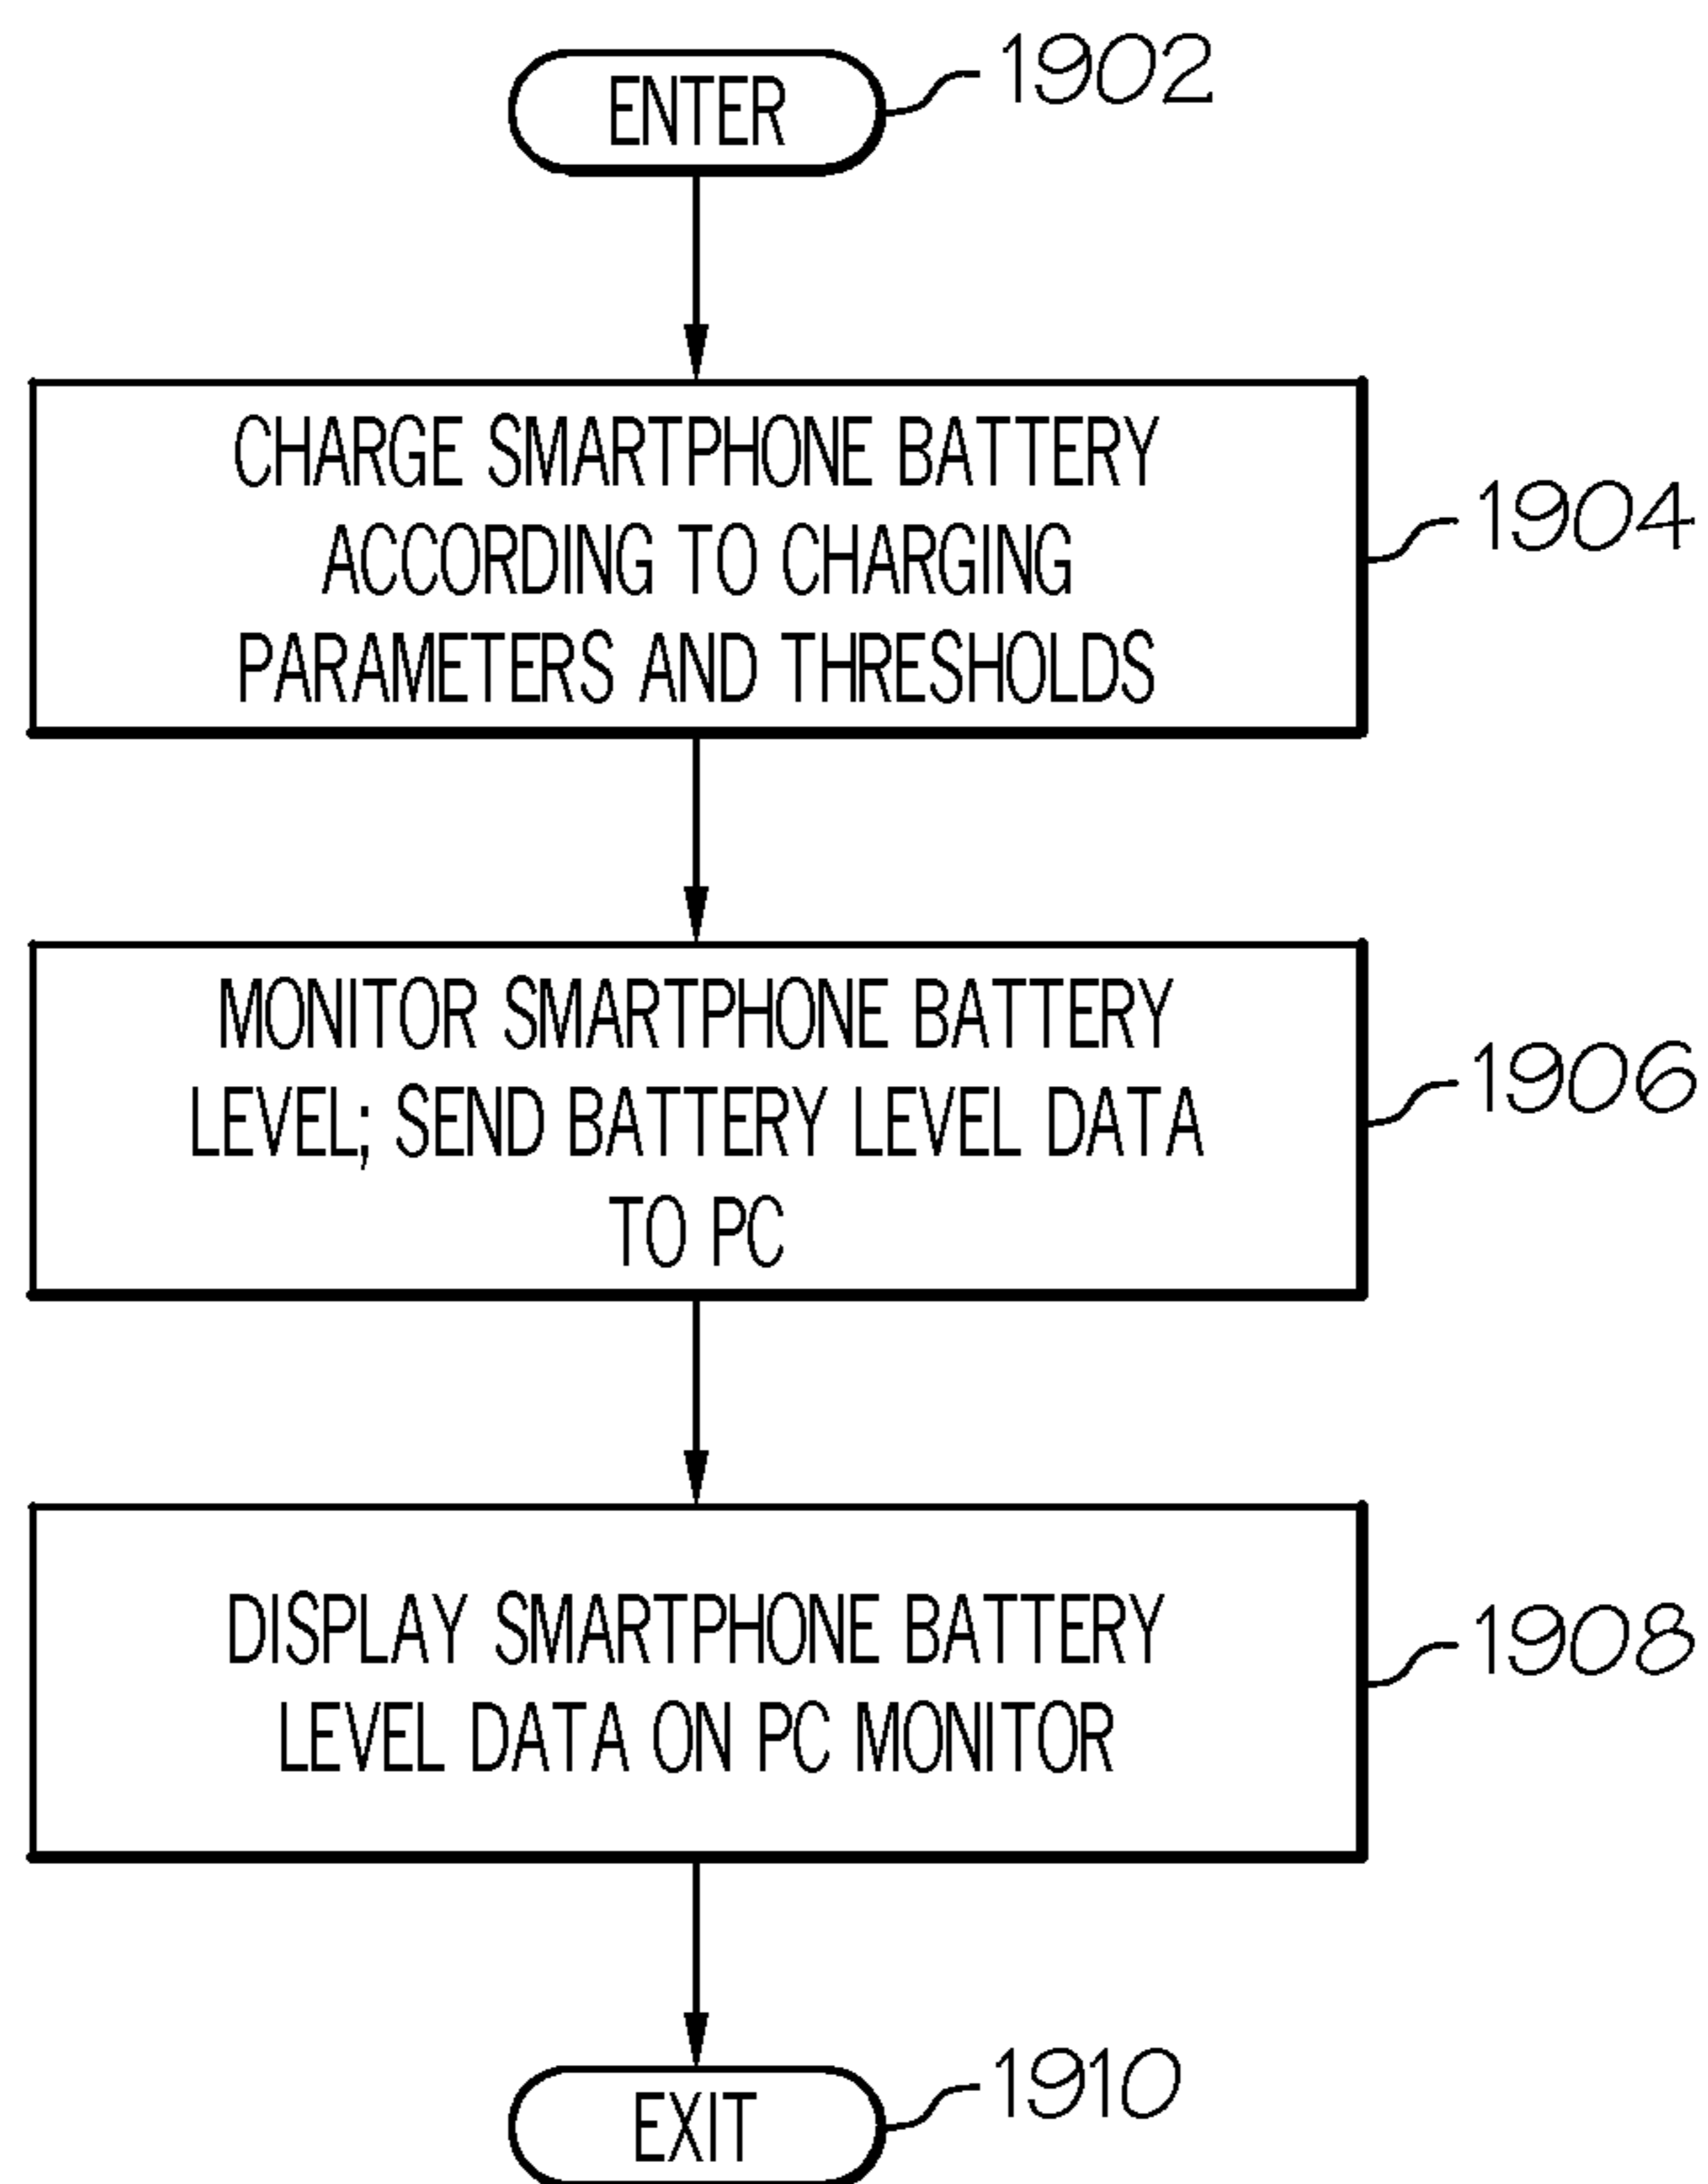 ENTER
1902
CHARGE SMARTPHONE BATTERY
ACCORDING TO CHARGING
PARAMETERS AND THRESHOLDS
1904
MONITOR SMARTPHONE BATTERY
LEVEL; SEND BATTERY LEVEL DATA
TO PC
1906
DISPLAY SMARTPHONE BATTERY
LEVEL DATA ON PC MONITOR
1908
EXIT
1910